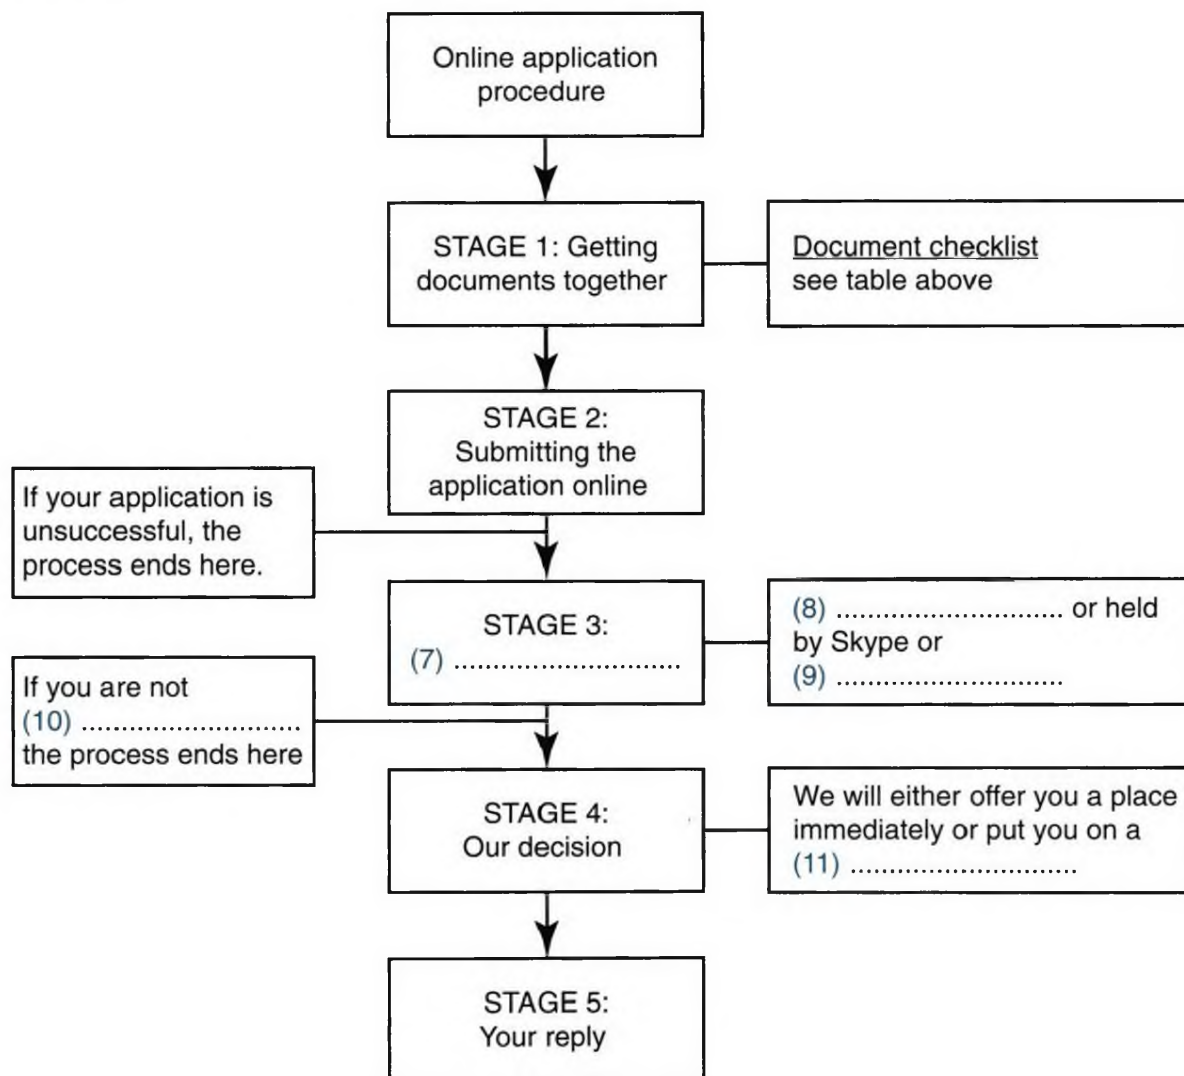 Online application
procedure
STAGE 1: Getting
documents together
Document checklist
see table above
STAGE 2:
Submitting the
application online
If your application is
unsuccessful, the
process ends here.
STAGE 3:
(7) ..............................
(8) .............................. or held
by Skype or
(9) ..............................
If you are not
(10) .............................
the process ends here
STAGE 4:
Our decision
We will either offer you a place
immediately or put you on a
(11) ..............................
STAGE 5:
Your reply